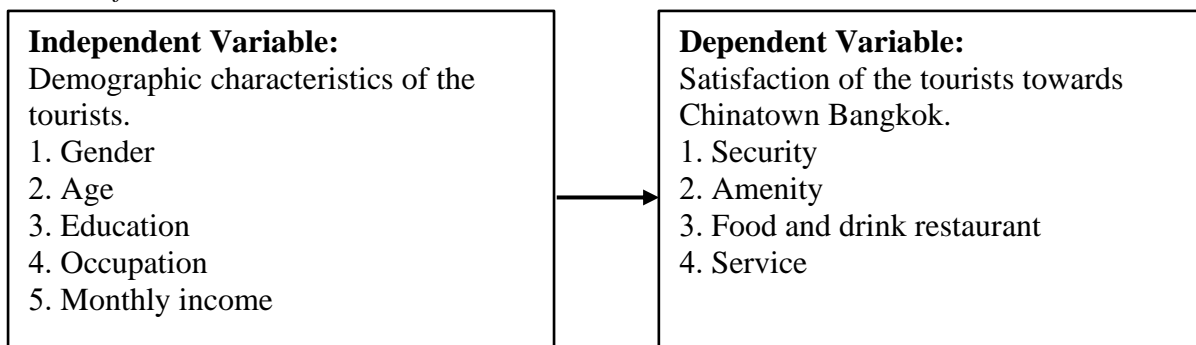 Independent Variable:
Demographic characteristics of the
tourists.
1. Gender
2. Age
3. Education
4. Occupation
5. Monthly income
Dependent Variable:
Satisfaction of the tourists towards
Chinatown Bangkok.
1. Security
2. Amenity
3. Food and drink restaurant
4. Service